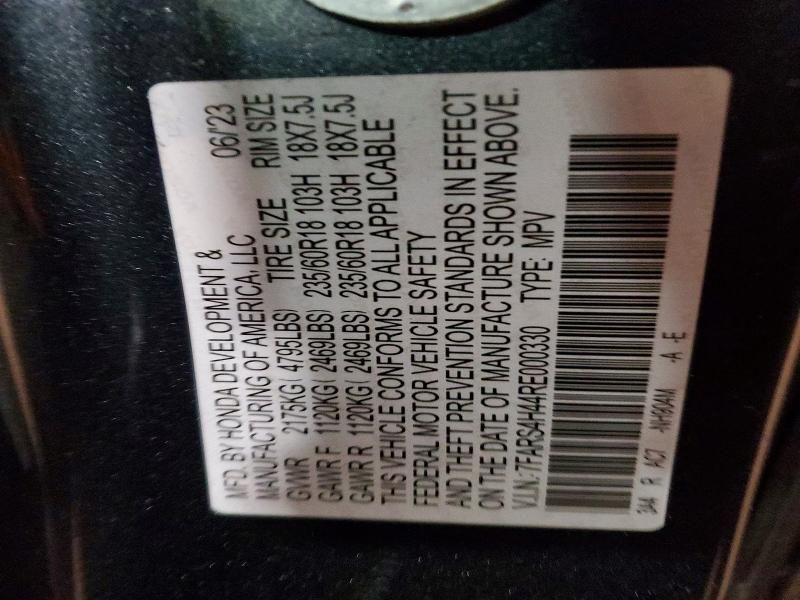 MFD. BY HONDA DEVELOPMENT &
MANUFACTURING OF AMERICA, LLC 06/'23
GVWR 2175KG( 4795LBS) TIRE SIZE RIM SIZE
GAWR F 1120KG( 2469LBS) 235/60R18 103H 18X7.5J
GAWR R 1120KG( 2469LBS) 235/60R18 103H 18X7.5J
THIS VEHICLE CONFORMS TO ALL APPLICABLE
FEDERAL MOTOR VEHICLE SAFETY
AND THEFT PREVENTION STANDARDS IN EFFECT
ON THE DATE OF MANUFACTURE SHOWN ABOVE.
V.I.N.: 7FARS4H44RE000330 TYPE: MPV
3A4 R AC7 -NH904M -A -E